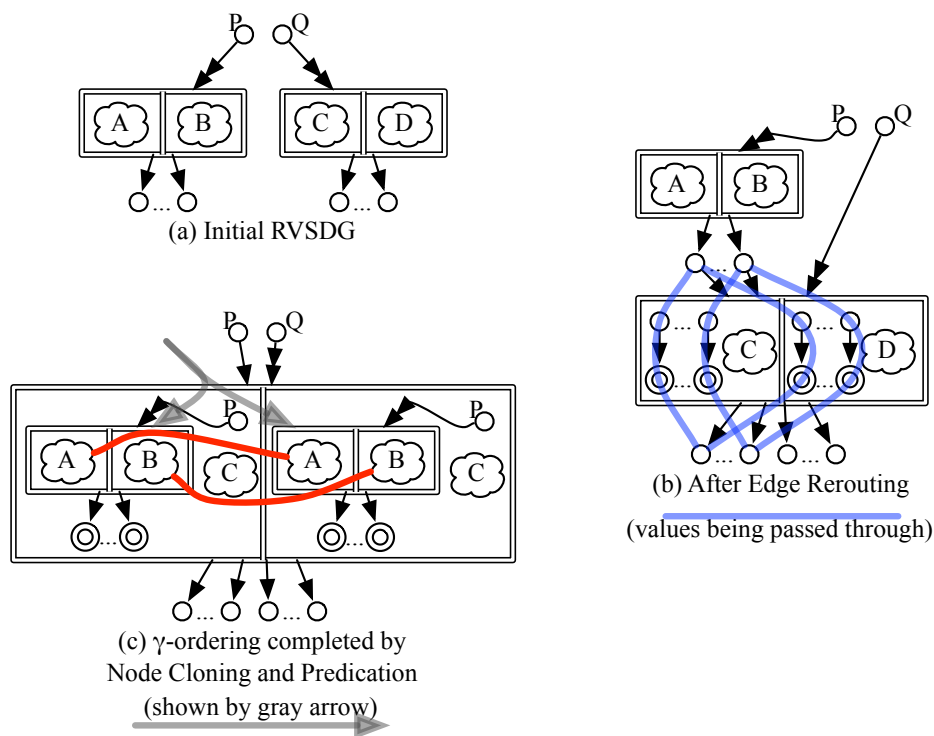 P Q
A B C D
... ...
(a) Initial RVSDG
P Q
A B
...
... ...
C D
... ...
... ...
(b) After Edge Rerouting
(values being passed through)
P Q
P P
A B C A B C
... ...
... ...
(c) γ-ordering completed by
Node Cloning and Predication
(shown by gray arrow)